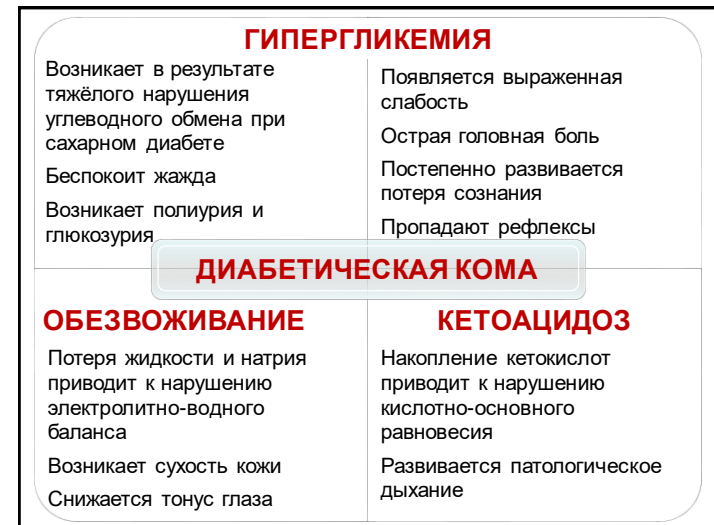 ГИПЕРГЛИКЕМИЯ
Возникает в результате
тяжёлого нарушения
углеводного обмена при
сахарном диабете
Беспокоит жажда
Возникает полиурия и
глюкозурия
Появляется выраженная
слабость
Острая головная боль
Постепенно развивается
потеря сознания
Пропадают рефлексы
ДИАБЕТИЧЕСКАЯ КОМА
ОБЕЗВОЖИВАНИЕ
Потеря жидкости и натрия
приводит к нарушению
электролитно-водного
баланса
Возникает сухость кожи
Снижается тонус глаза
КЕТОАЦИДОЗ
Накопление кетокислот
приводит к нарушению
кислотно-основного
равновесия
Развивается патологическое
дыхание